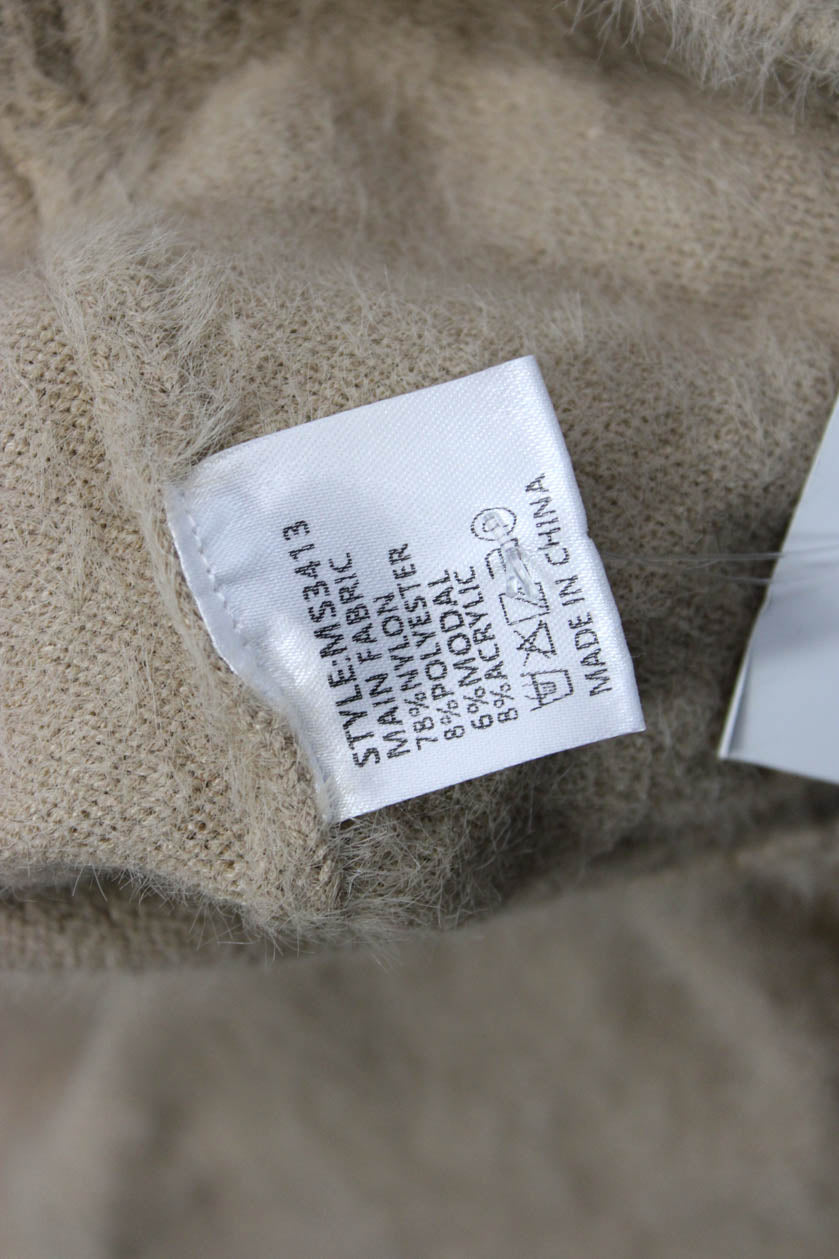 STYLE:MS3413
MAIN FABRIC
78%NYLON
8%POLYESTER
6%MODAL
8%ACRYLIC
MADE IN CHINA